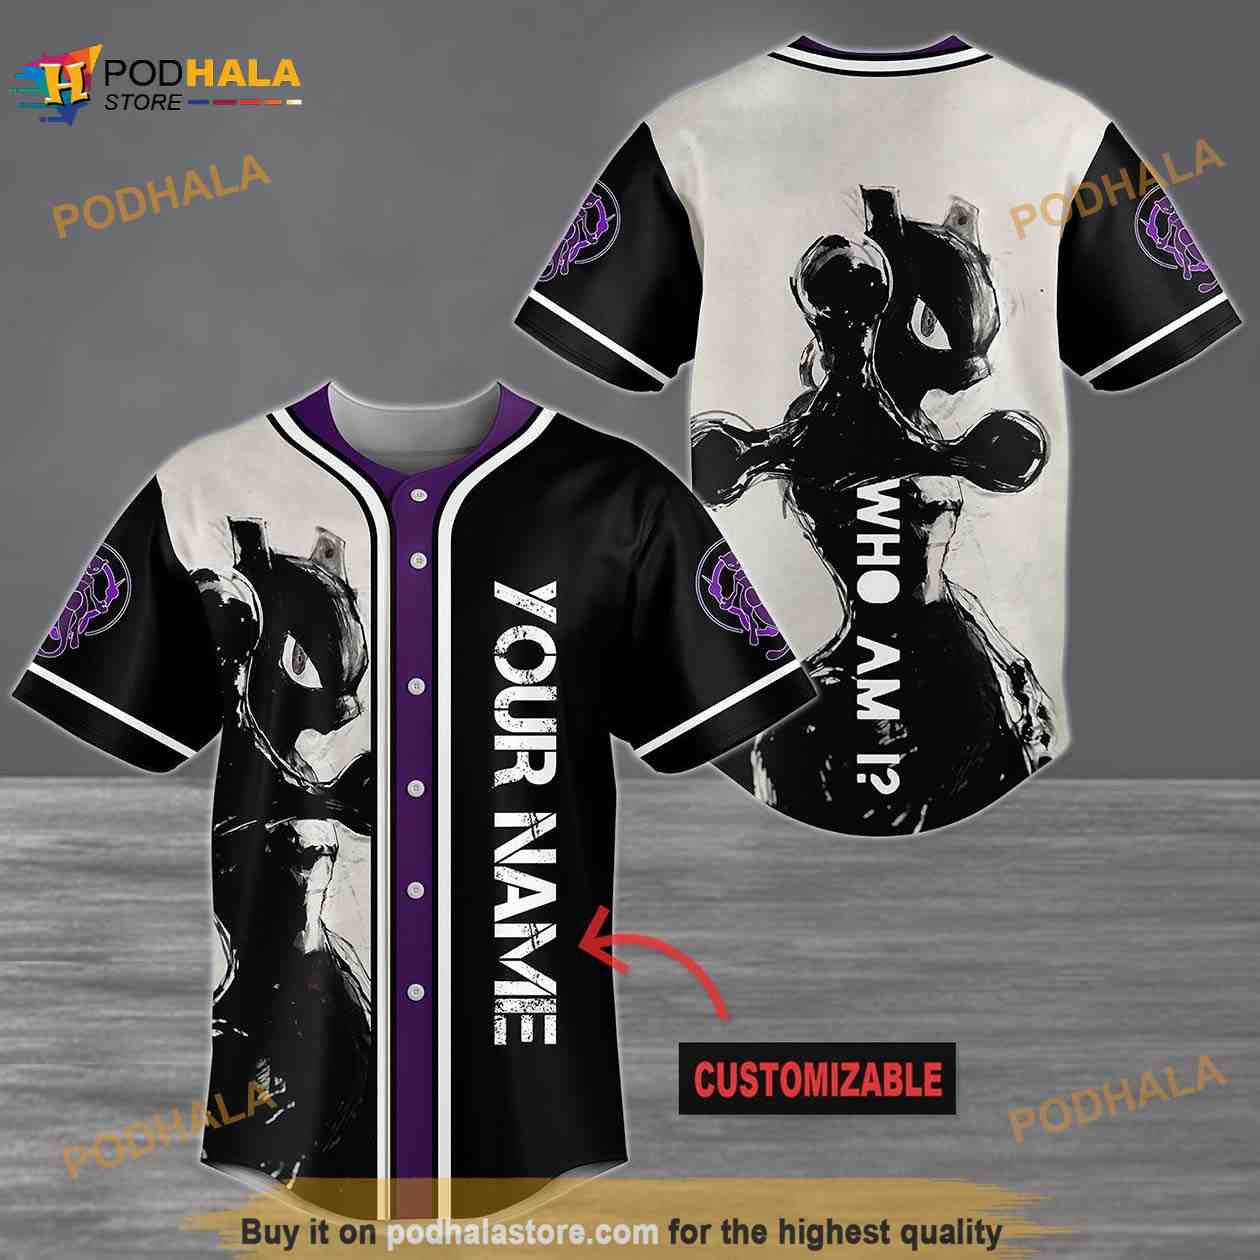 PODHALA
STORE
PODHALA
PODHALA
WHO AM I?
YOUR NAME
CUSTOMIZABLE
PODHALA
PODHALA
Buy it on podhalastore.com for the highest quality